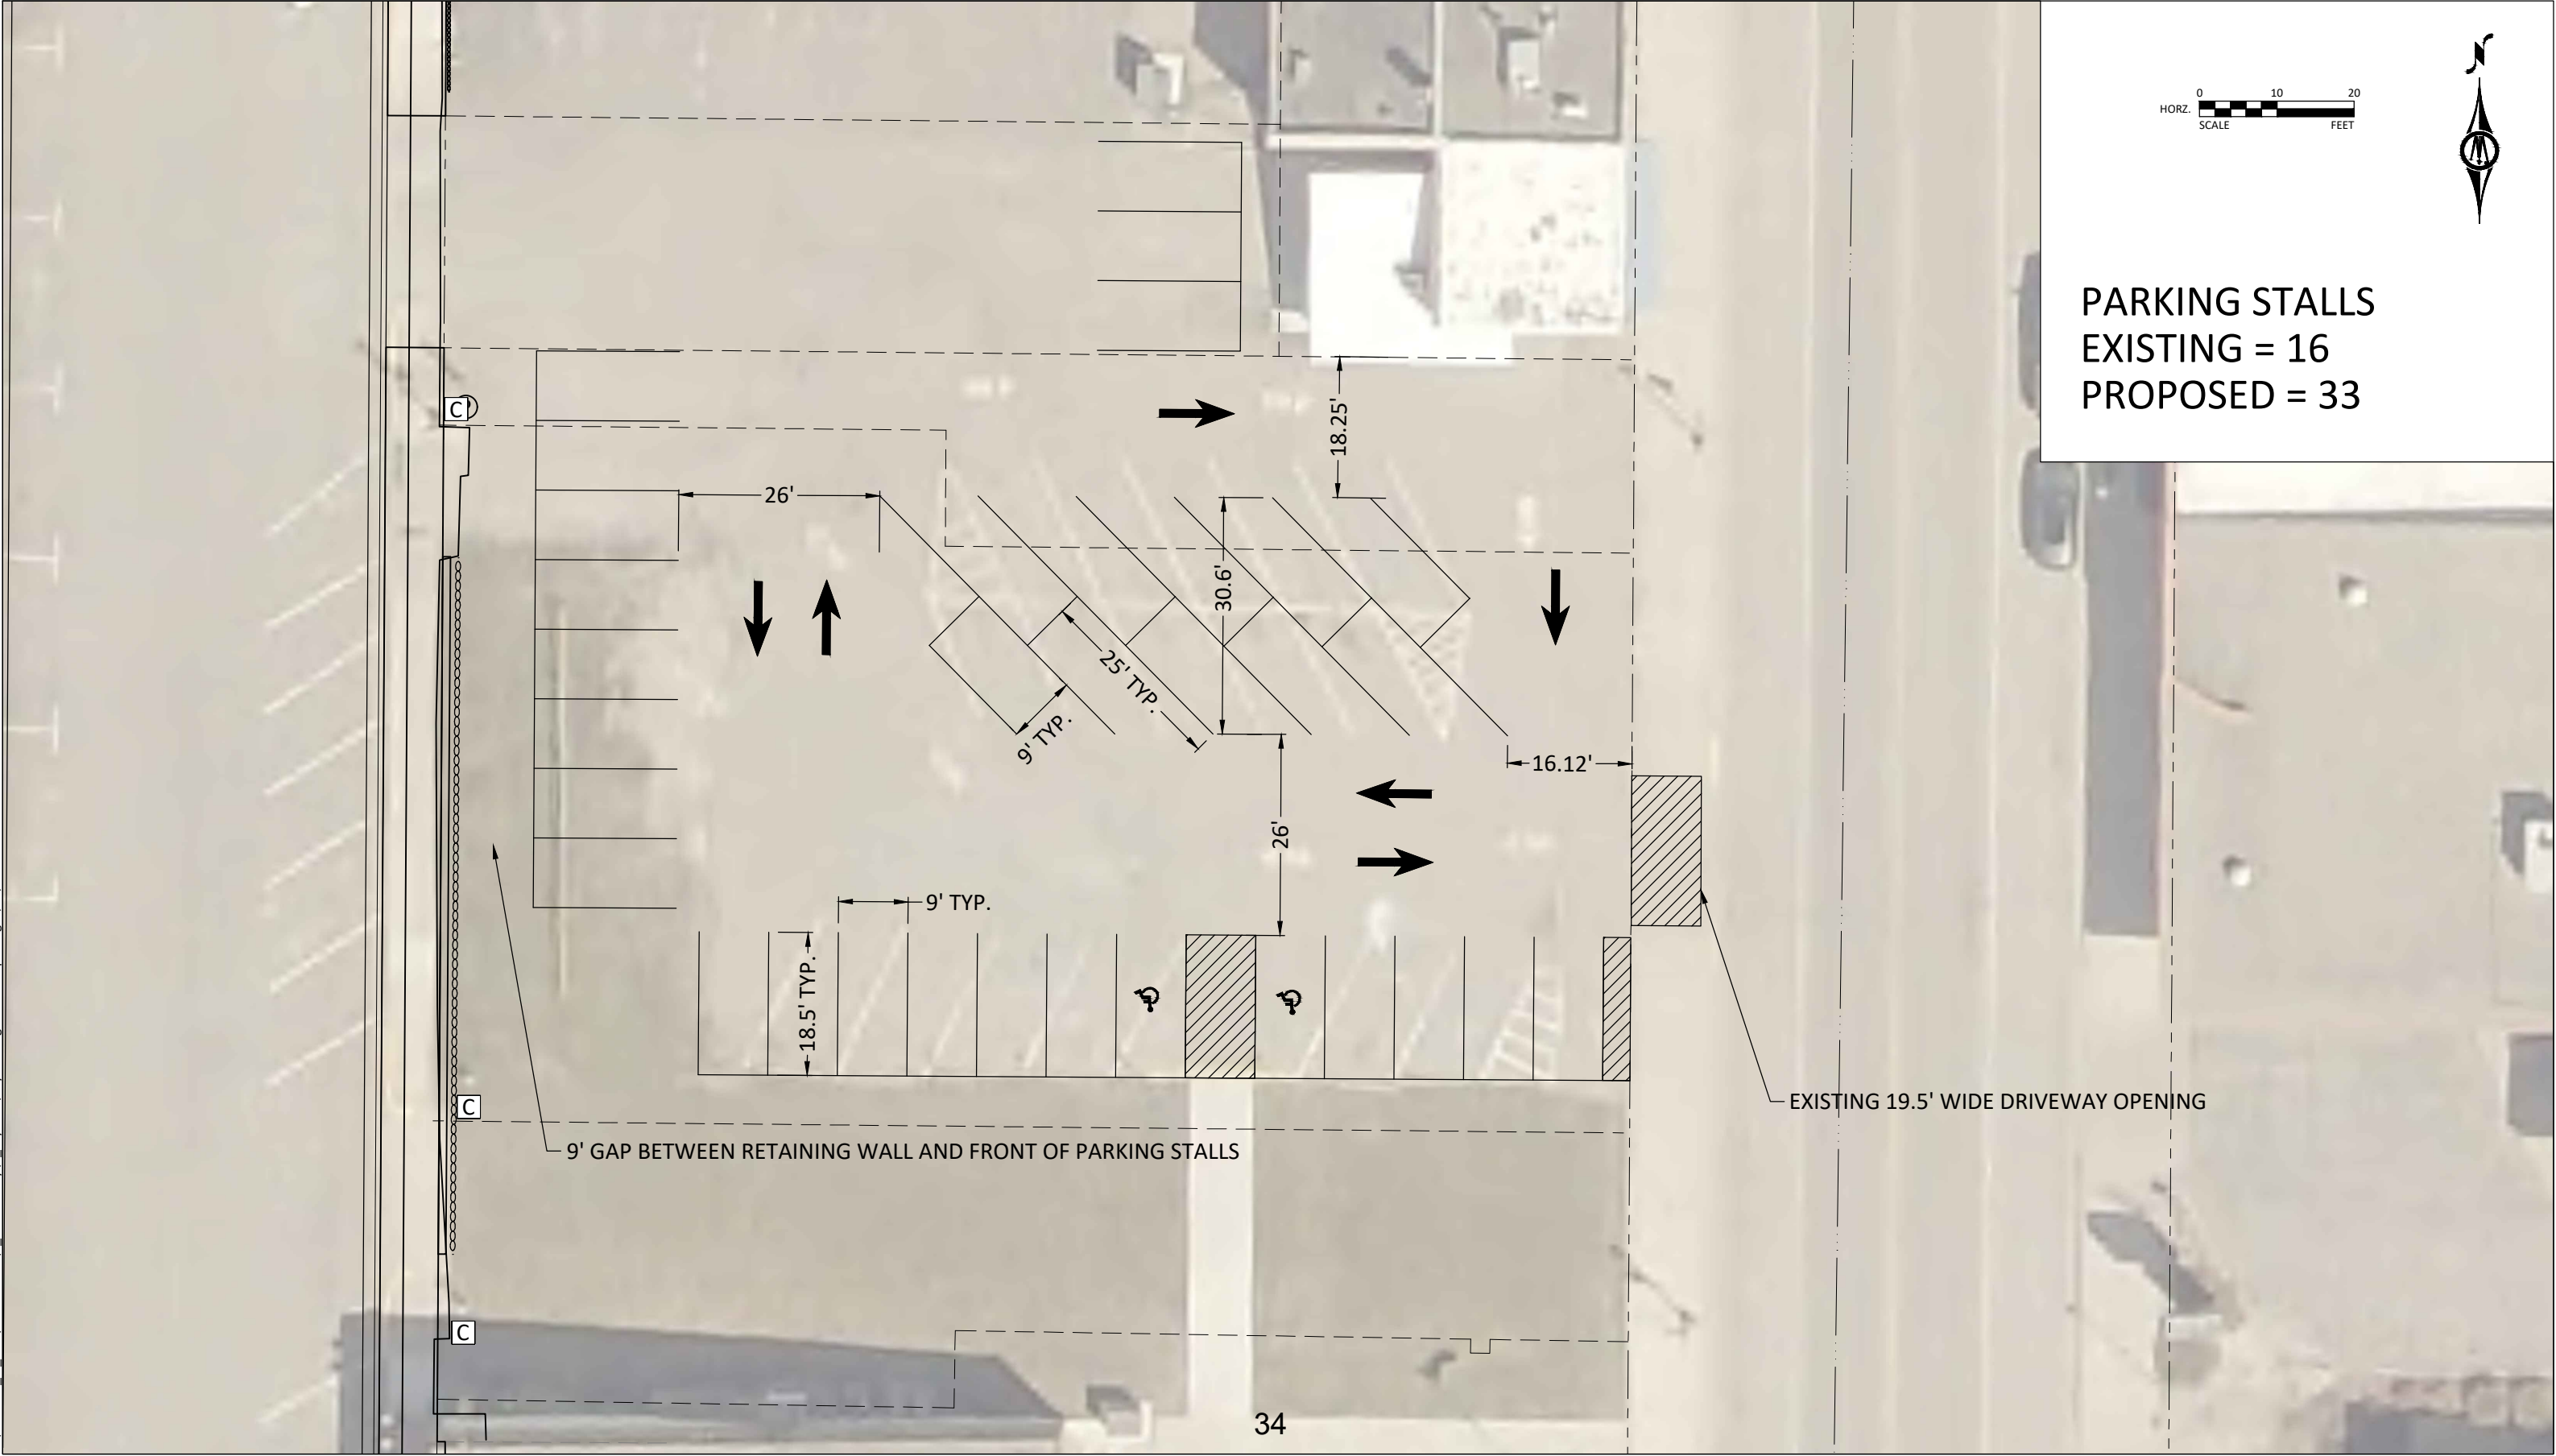 N
0 10 20
HORZ.
SCALE FEET
PARKING STALLS
EXISTING = 16
PROPOSED = 33
C
18.25'
26'
30.6'
25' TYP.
9' TYP.
16.12'
26'
9' TYP.
18.5' TYP.
C
EXISTING 19.5' WIDE DRIVEWAY OPENING
9' GAP BETWEEN RETAINING WALL AND FRONT OF PARKING STALLS
C
34